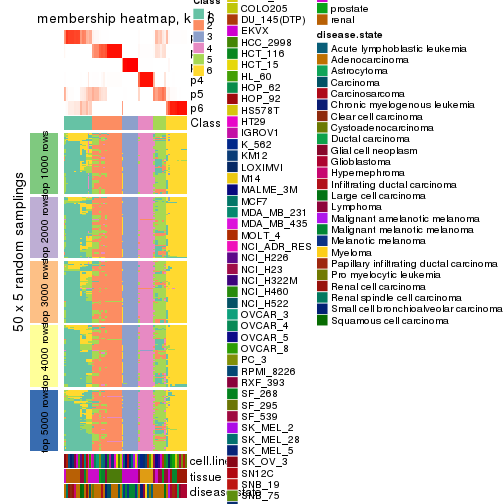 membership heatmap, k = 6
p4
p5
p6
Class
50 x 5 random samplings
top 1000 rows
top 2000 rows
top 3000 rows
top 4000 rows
top 5000 rows
cell.line
tissue
disease.state
Class
1
2
3
4
5
6
COLO205
DU_145(DTP)
EKVX
HCC_2998
HCT_116
HCT_15
HL_60
HOP_62
HOP_92
HS578T
HT29
IGROV1
K_562
KM12
LOXIMVI
M14
MALME_3M
MCF7
MDA_MB_231
MDA_MB_435
MOLT_4
NCI_ADR_RES
NCI_H226
NCI_H23
NCI_H322M
NCI_H460
NCI_H522
OVCAR_3
OVCAR_4
OVCAR_5
OVCAR_8
PC_3
RPMI_8226
RXF_393
SF_268
SF_295
SF_539
SK_MEL_2
SK_MEL_28
SK_MEL_5
SK_OV_3
SN12C
SNB_19
SNB_75
prostate
renal
disease.state
Acute lymphoblastic leukemia
Adenocarcinoma
Astrocytoma
Carcinoma
Carcinosarcoma
Chronic myelogenous leukemia
Clear cell carcinoma
Cystoadenocarcinoma
Ductal carcinoma
Glial cell neoplasm
Glioblastoma
Hypernephroma
Infiltrating ductal carcinoma
Large cell carcinoma
Lymphoma
Malignant amelanotic melanoma
Malignant melanotic melanoma
Melanotic melanoma
Myeloma
Papillary infiltrating ductal carcinoma
Pro myelocytic leukemia
Renal cell carcinoma
Renal spindle cell carcinoma
Small cell bronchioalveolar carcinoma
Squamous cell carcinoma